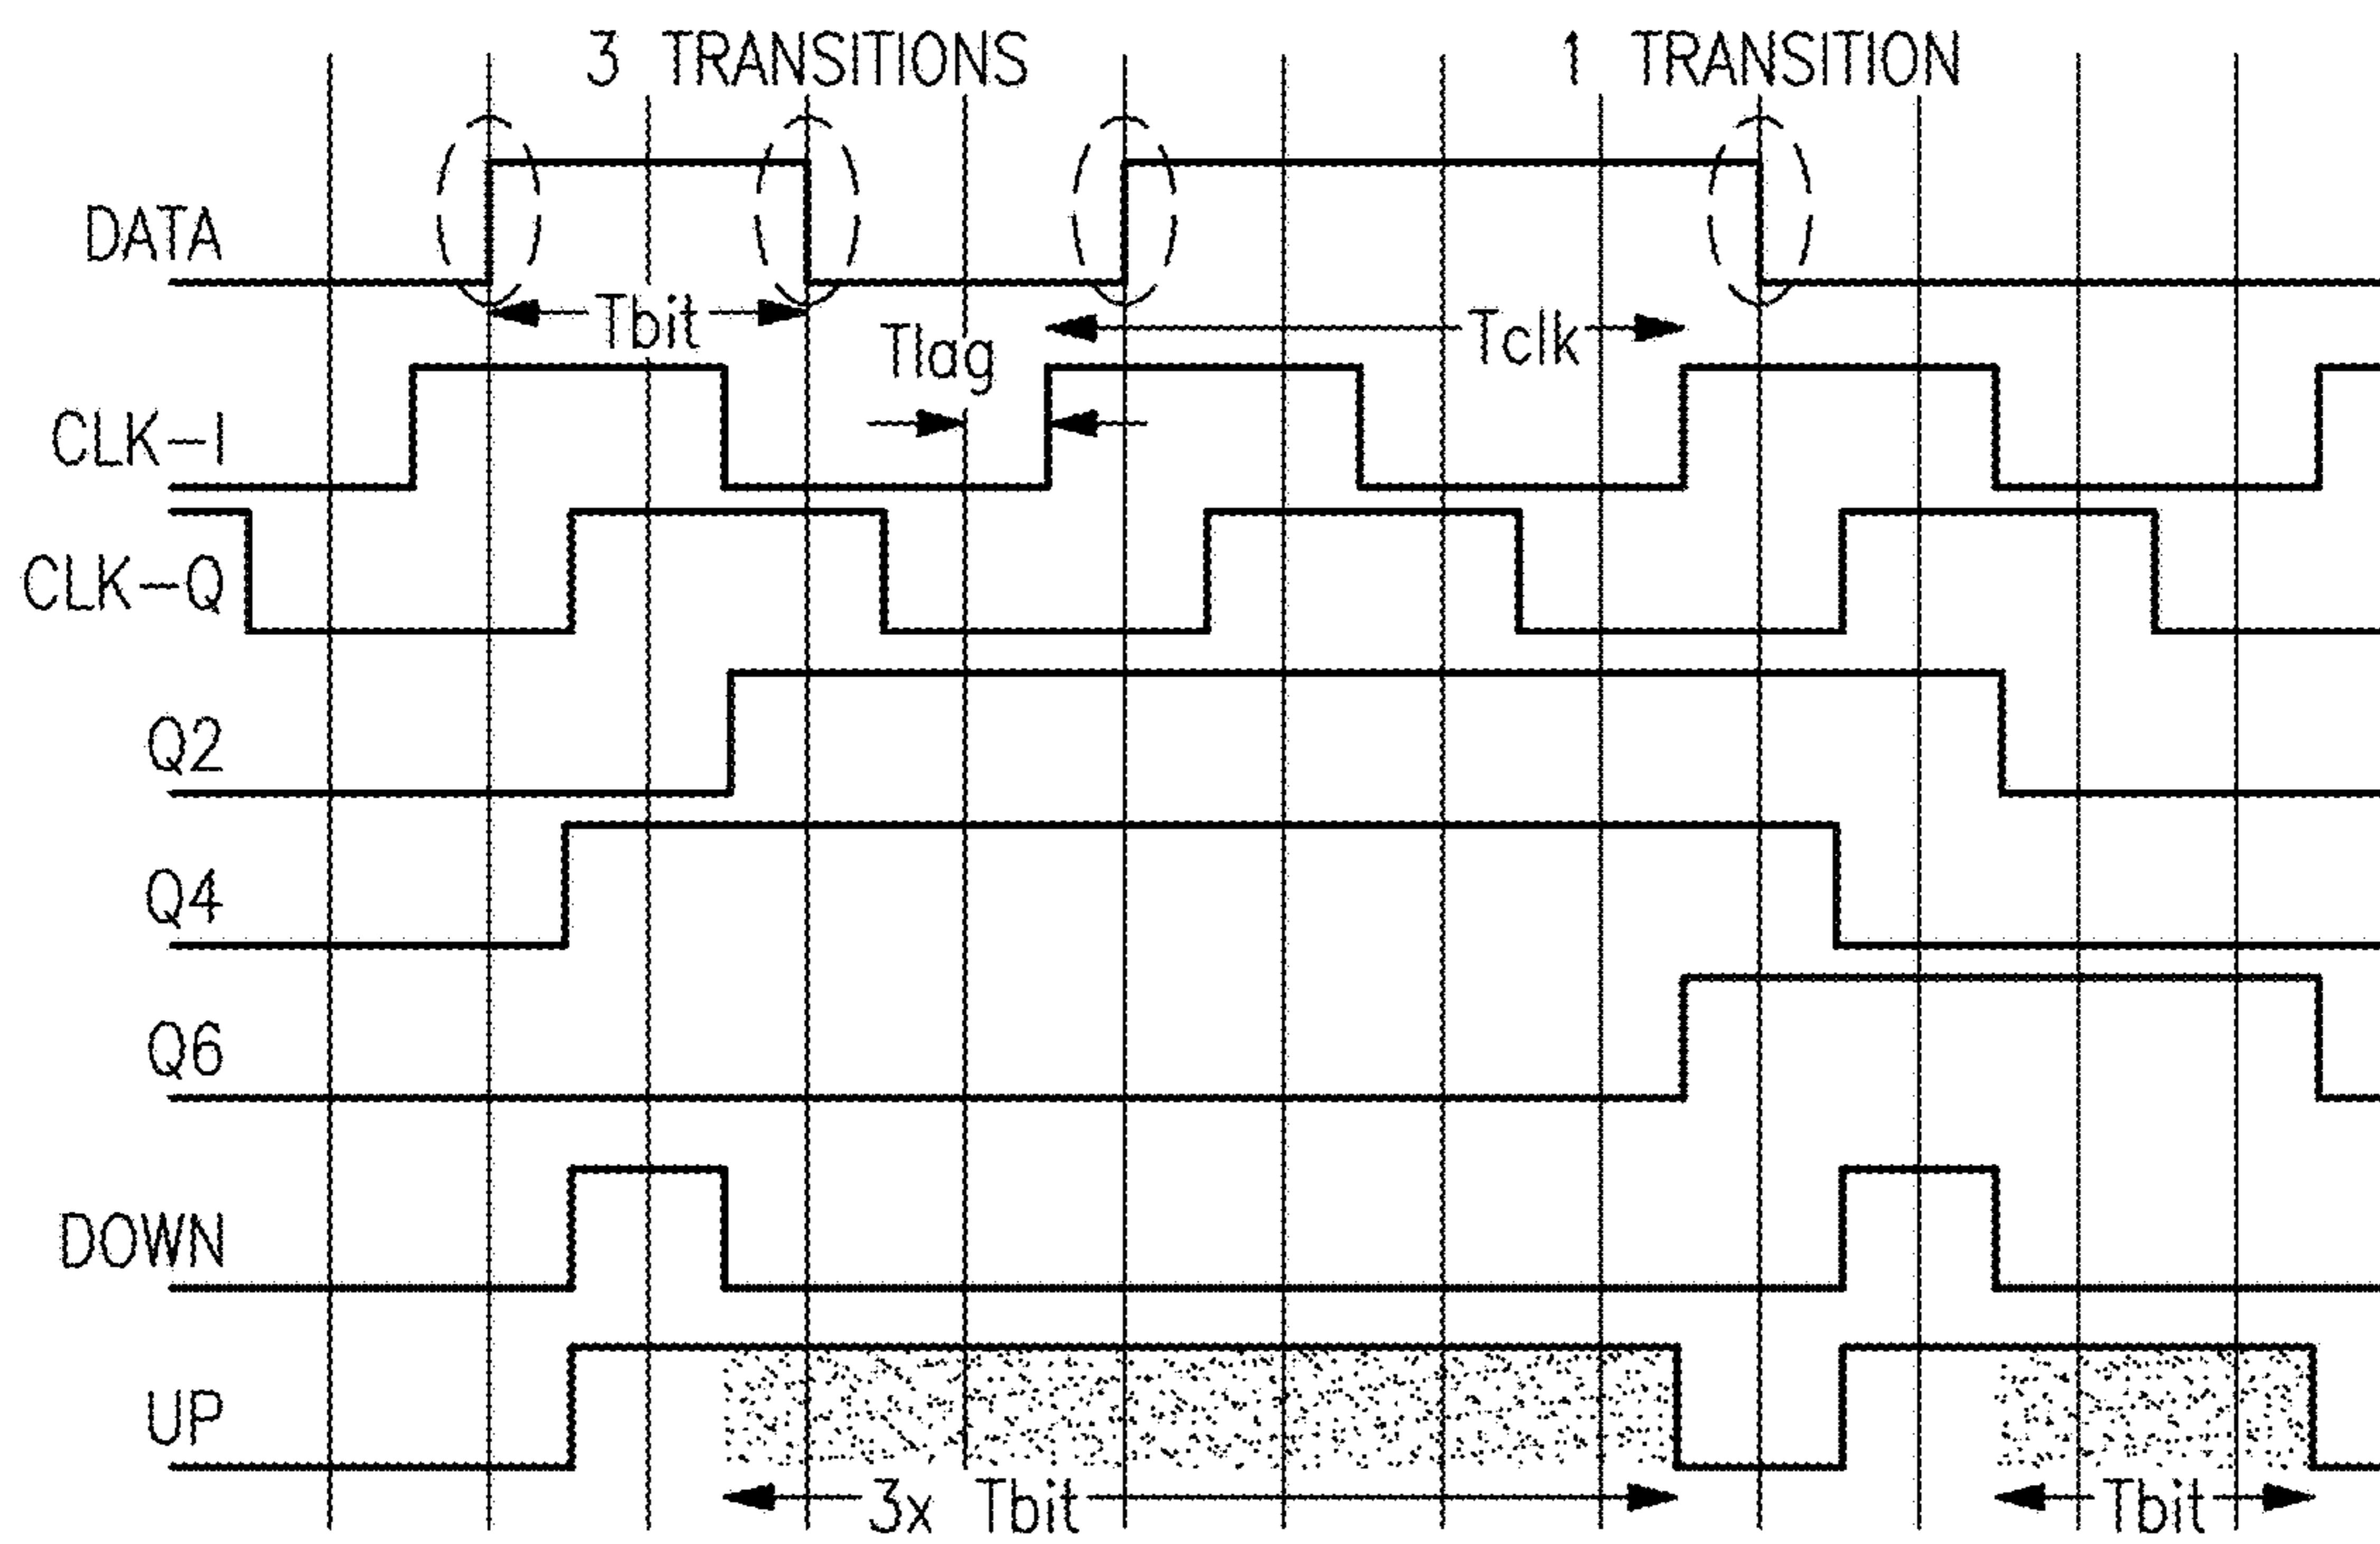 3 TRANSITIONS
1 TRANSITION
DATA
Tbit
Tlag
Tclk
CLK-I
CLK-Q
Q2
Q4
Q6
DOWN
UP
3x Tbit
Tbit